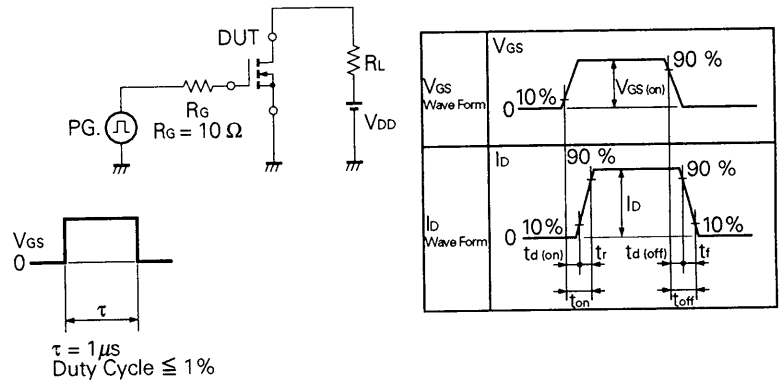 DUT
RL
RG
RG = 10 Ω
PG.
VDD
VGS
0
τ
τ = 1 μs
Duty Cycle ≦ 1%
VGS
Wave Form
VGS
90 %
VGS (on)
10%
0
ID
Wave Form
ID
90 %
90 %
ID
10%
10%
0
td (on)
tr
td (off)
tf
ton
toff